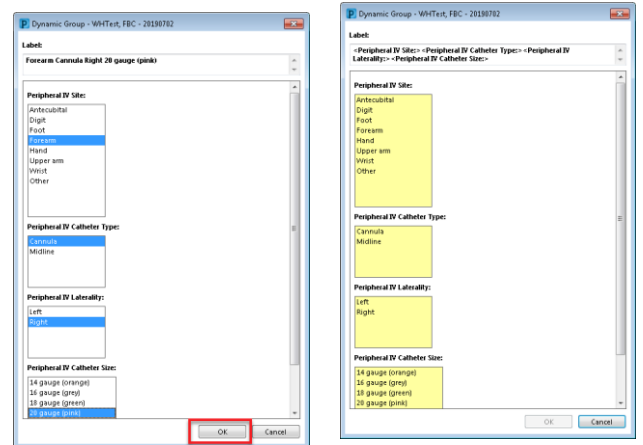 Dynamic Group - WHTest, FBC - 20190702
Label:
Forearm Cannula Right 20 gauge (pink)
Peripheral IV Site:
Antecubital
Digit
Foot
Forearm
Hand
Upper arm
Wrist
Other
Peripheral IV Catheter Type:
Cannula
Midline
Peripheral IV Laterality:
Left
Right
Peripheral IV Catheter Size:
14 gauge (orange)
16 gauge (grey)
18 gauge (green)
20 gauge (pink)
OK Cancel
Dynamic Group - WHTest, FBC - 20190702
Label:
<Peripheral IV Site:> <Peripheral IV Catheter Type:> <Peripheral IV
Laterality:> <Peripheral IV Catheter Size:>
Peripheral IV Site:
Antecubital
Digit
Foot
Forearm
Hand
Upper arm
Wrist
Other
Peripheral IV Catheter Type:
Cannula
Midline
Peripheral IV Laterality:
Left
Right
Peripheral IV Catheter Size:
14 gauge (orange)
16 gauge (grey)
18 gauge (green)
20 gauge (pink)
OK Cancel